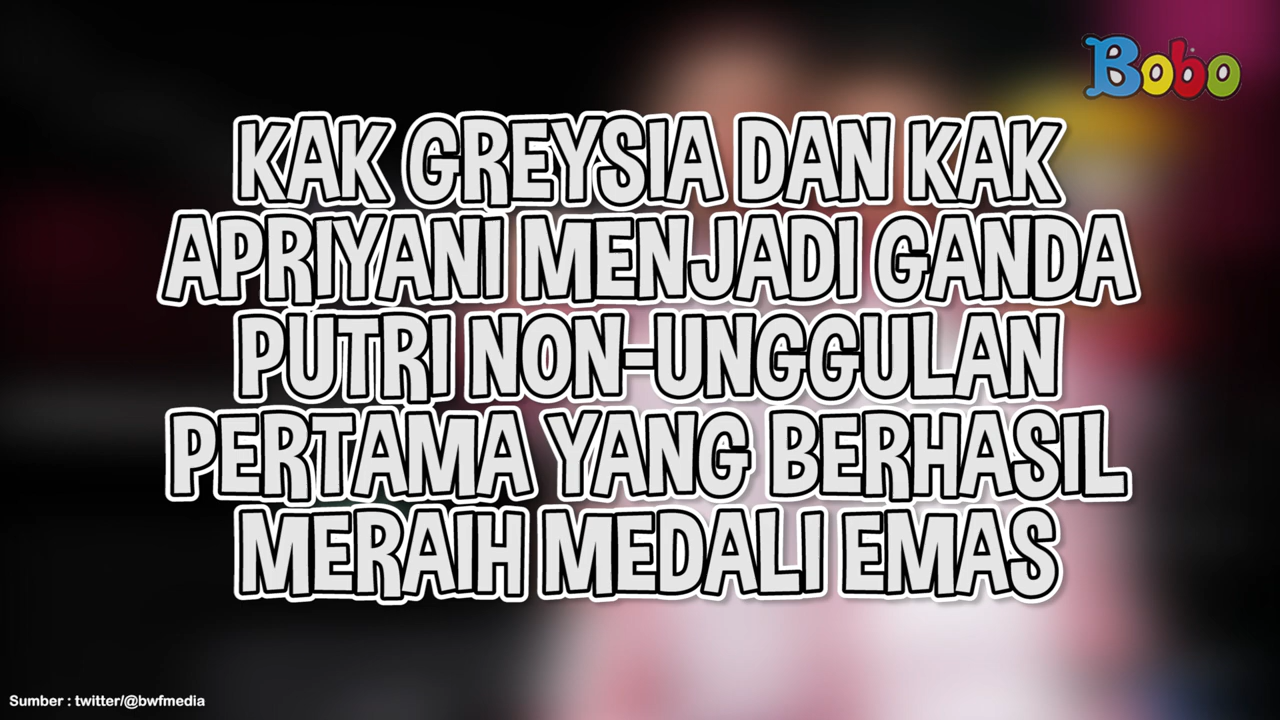 Bobo
KAK GREYSIA DAN KAK
APRIYANI MENJADI GANDA
PUTRI NON-UNGGULAN
PERTAMA YANG BERHASIL
MERAIH MEDALI EMAS
Sumber : twitter/@bwfmedia